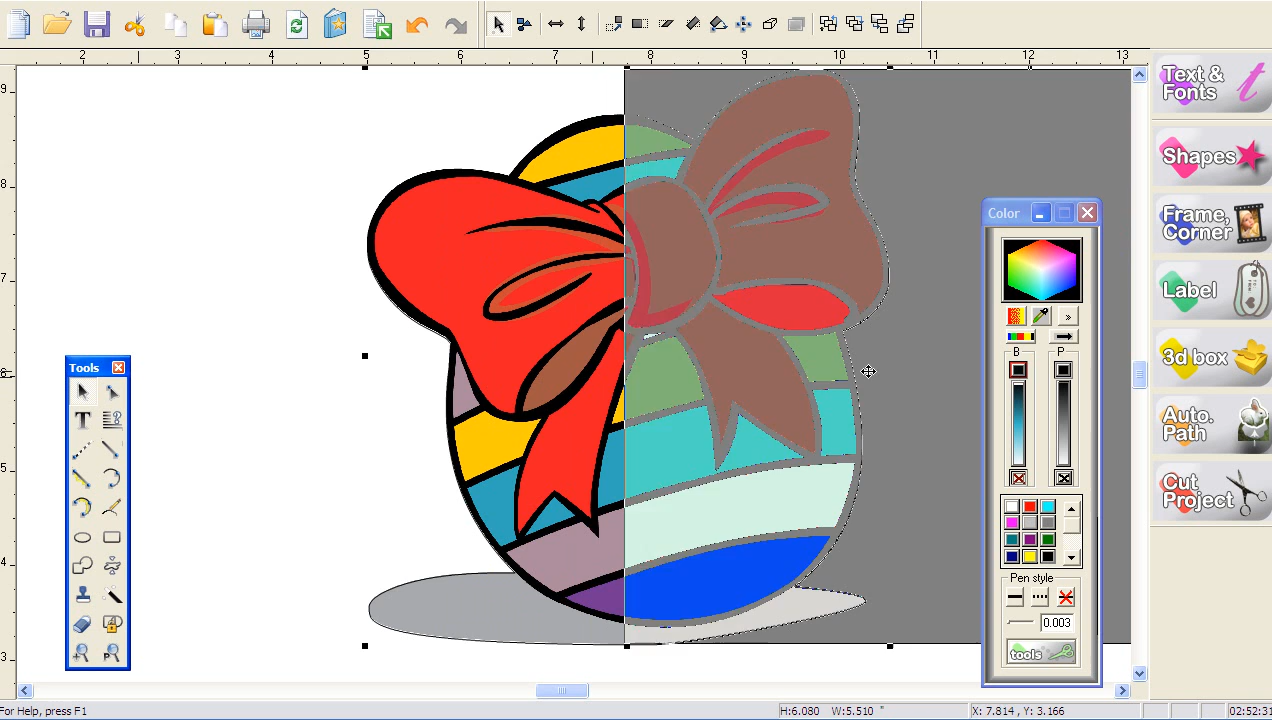 2 3 4 5 6 7 8 9 10 11 12 13
9
8
7
6
5
4
3
Text &
Fonts
Shapes
Frame,
Corner
Label
3d box
Auto.
Path
Cut
Project
Tools
T
Color
»
B P
Pen style
0.003
tools
For Help, press F1 H:6.080 W:5.510 " X: 7.814 , Y: 3.166 02:52:31